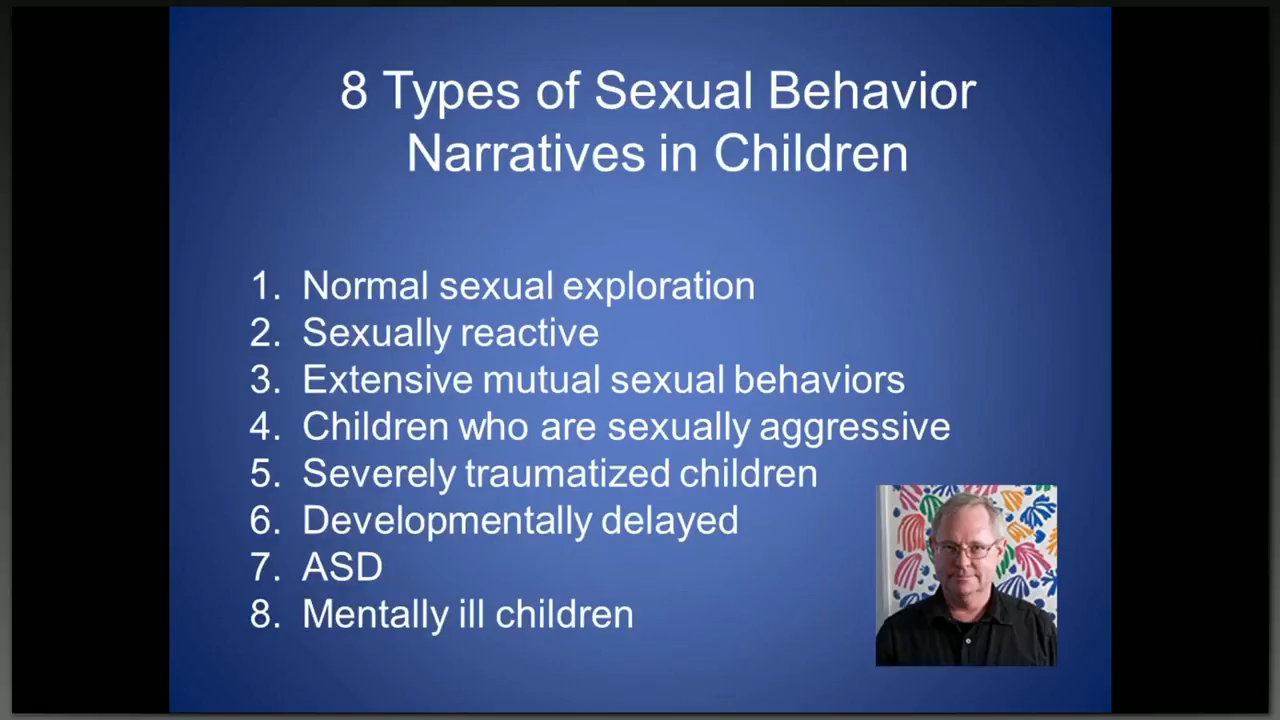 8 Types of Sexual Behavior
Narratives in Children
1. Normal sexual exploration
2. Sexually reactive
3. Extensive mutual sexual behaviors
4. Children who are sexually aggressive
5. Severely traumatized children
6. Developmentally delayed
7. ASD
8. Mentally ill children